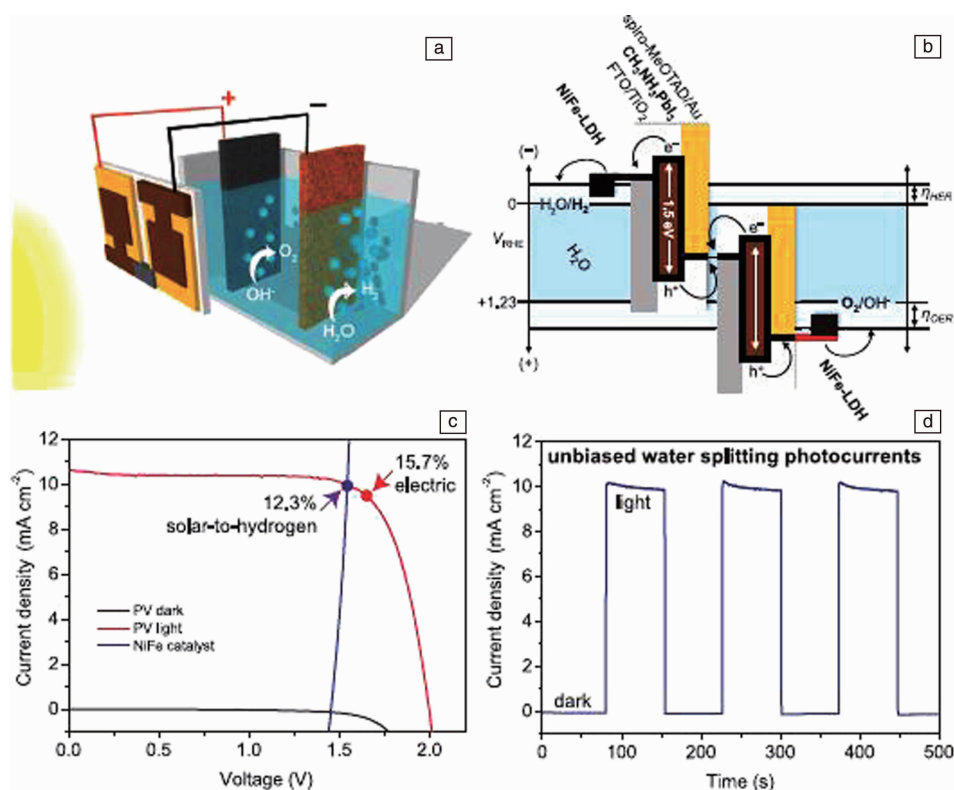 a
+
−
O₂
OH⁻
H₂
H₂O
b
spiro-MeOTAD/Au
CH₃NH₃PbI₃
FTO/TiO₂
NiFe-LDH
(−)
e⁻
H₂O/H₂
η_HER
0
1.5 eV
V_RHE
H₂O
e⁻
h⁺
+1.23
O₂/OH⁻
η_OER
(+)
h⁺
NiFe-LDH
c
12
10
8
6
4
2
0
Current density (mA cm⁻²)
15.7%
electric
12.3%
solar-to-hydrogen
PV dark
PV light
NiFe catalyst
0.0
0.5
1.0
1.5
2.0
Voltage (V)
d
unbiased water splitting photocurrents
12
10
8
6
4
2
0
Current density (mA cm⁻²)
light
dark
0
100
200
300
400
500
Time (s)